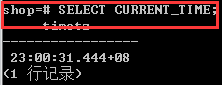 shop=# SELECT CURRENT_TIME;
timetz
----------------
23:00:31.444+08
(1 行记录)